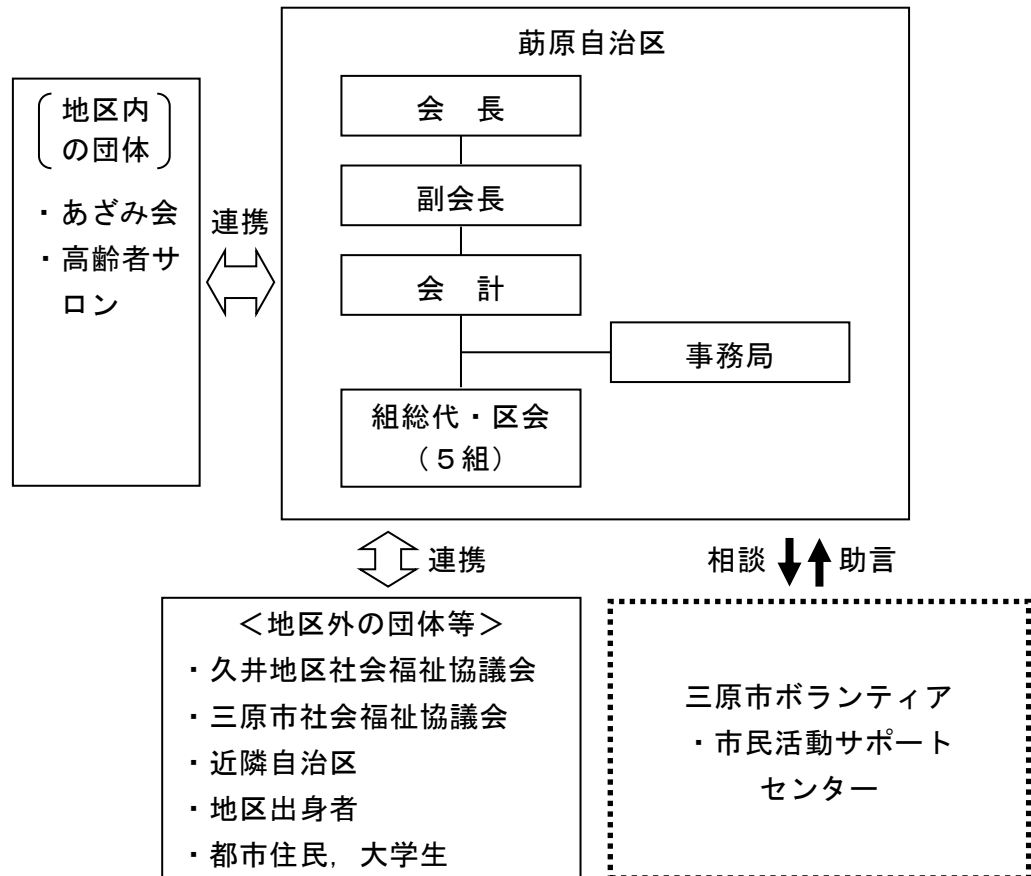 莇原自治区
会 長
副会長
会 計
事務局
組総代・区会
（５組）
地区内
の団体
・あざみ会
・高齢者サ
ロン
連携
連携
相談
助言
＜地区外の団体等＞
・久井地区社会福祉協議会
・三原市社会福祉協議会
・近隣自治区
・地区出身者
・都市住民，大学生
三原市ボランティア
・市民活動サポート
センター